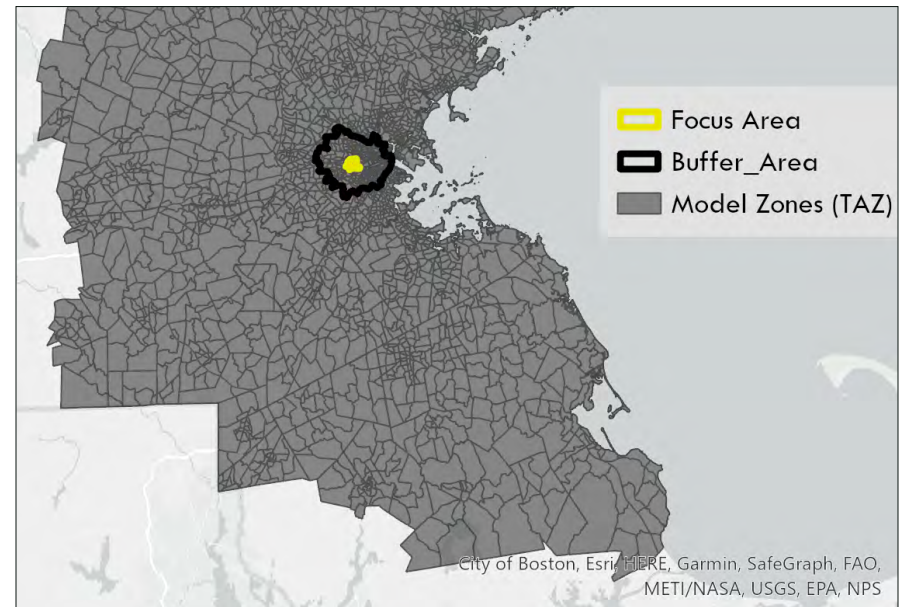 Focus Area
Buffer_Area
Model Zones (TAZ)
City of Boston, Esri, HERE, Garmin, SafeGraph, FAO,
METI/NASA, USGS, EPA, NPS